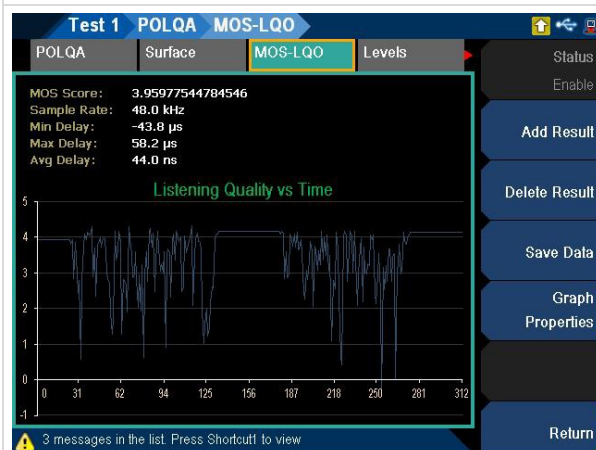 Test 1 POLQA MOS-LQO
POLQA Surface MOS-LQO Levels
Status
Enable
MOS Score: 3.95977544784546
Sample Rate: 48.0 kHz
Min Delay: -43.8 µs
Max Delay: 58.2 µs
Avg Delay: 44.0 ns
Add Result
Delete Result
Save Data
Graph
Properties
Return
Listening Quality vs Time
5
4
3
2
1
0
-1
0 31 62 94 125 156 187 218 250 281 312
3 messages in the list. Press Shortcut1 to view